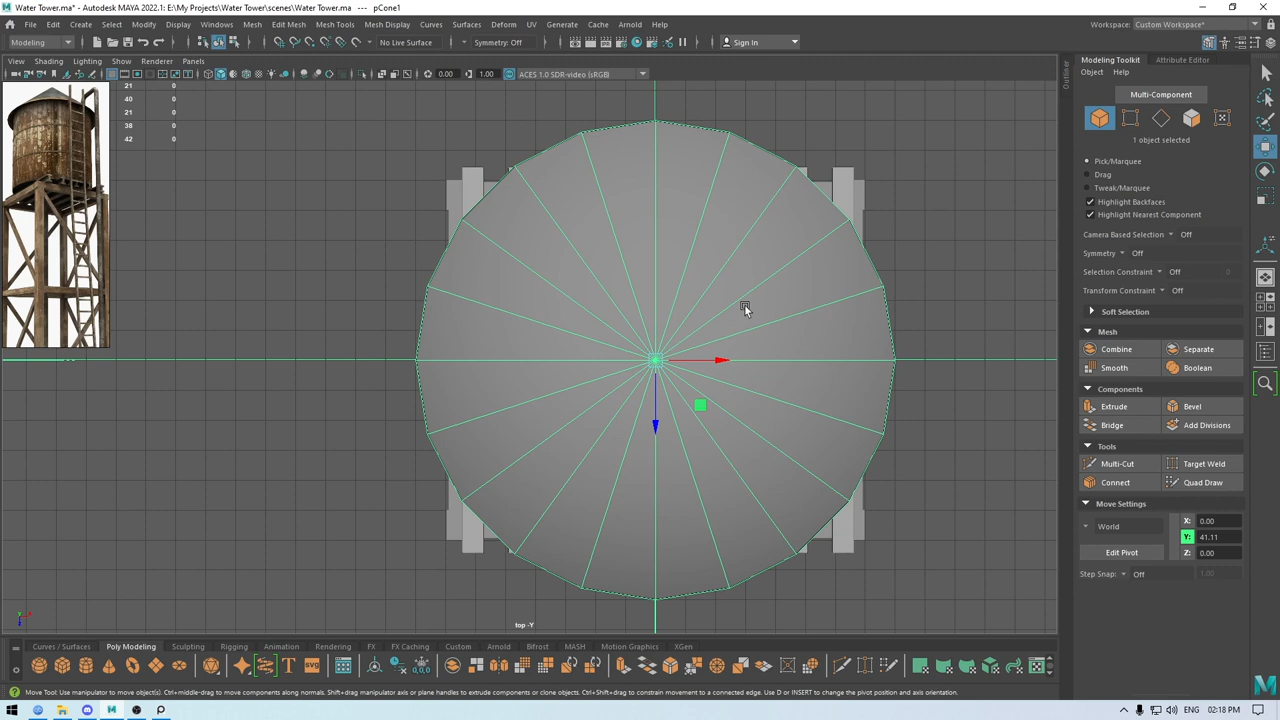 Water Tower.ma* - Autodesk MAYA 2022.1: E:\My Projects\Water Tower\scenes\Water Tower.ma --- pCone1
File Edit Create Select Modify Display Windows Mesh Edit Mesh Mesh Tools Mesh Display Curves Surfaces Deform UV Generate Cache Arnold Help
Workspace: Custom Workspace*
Modeling No Live Surface Symmetry: Off Sign In
View Shading Lighting Show Renderer Panels
0.00 1.00 ACES 1.0 SDR-video (sRGB)
21 0
40 0
21 0
38 0
42 0
top -Y
Outliner
Modeling Toolkit Attribute Editor
Object Help
Multi-Component
1 object selected
Pick/Marquee
Drag
Tweak/Marquee
Highlight Backfaces
Highlight Nearest Component
Camera Based Selection Off
Symmetry Off
Selection Constraint Off 0
Transform Constraint Off
Soft Selection
Mesh
Combine Separate
Smooth Boolean
Components
Extrude Bevel
Bridge Add Divisions
Tools
Multi-Cut Target Weld
Connect Quad Draw
Move Settings
World
X: 0.00
Y: 41.11
Edit Pivot Z: 0.00
Step Snap: Off 1.00
Curves / Surfaces Poly Modeling Sculpting Rigging Animation Rendering FX FX Caching Custom Arnold Bifrost MASH Motion Graphics XGen
SVG
Move Tool: Use manipulator to move object(s). Ctrl+middle-drag to move components along normals. Shift+drag manipulator axis or plane handles to extrude components or clone objects. Ctrl+Shift+drag to constrain movement to a connected edge. Use D or INSERT to change the pivot position and axis orientation.
ENG 02:18 PM